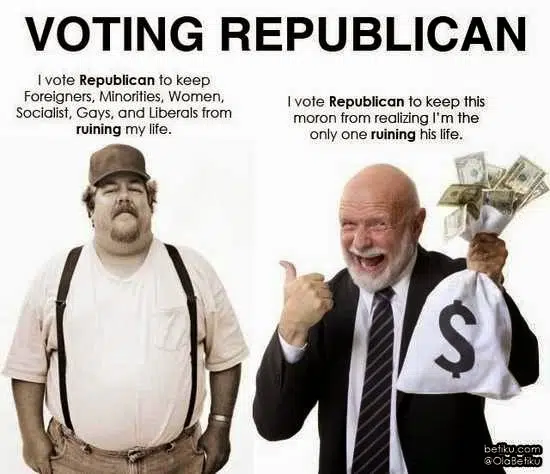 VOTING REPUBLICAN
I vote Republican to keep
Foreigners, Minorities, Women,
Socialist, Gays, and Liberals from
ruining my life.
I vote Republican to keep this
moron from realizing I'm the
only one ruining his life.
$
betiku.com
@OlaBetiku